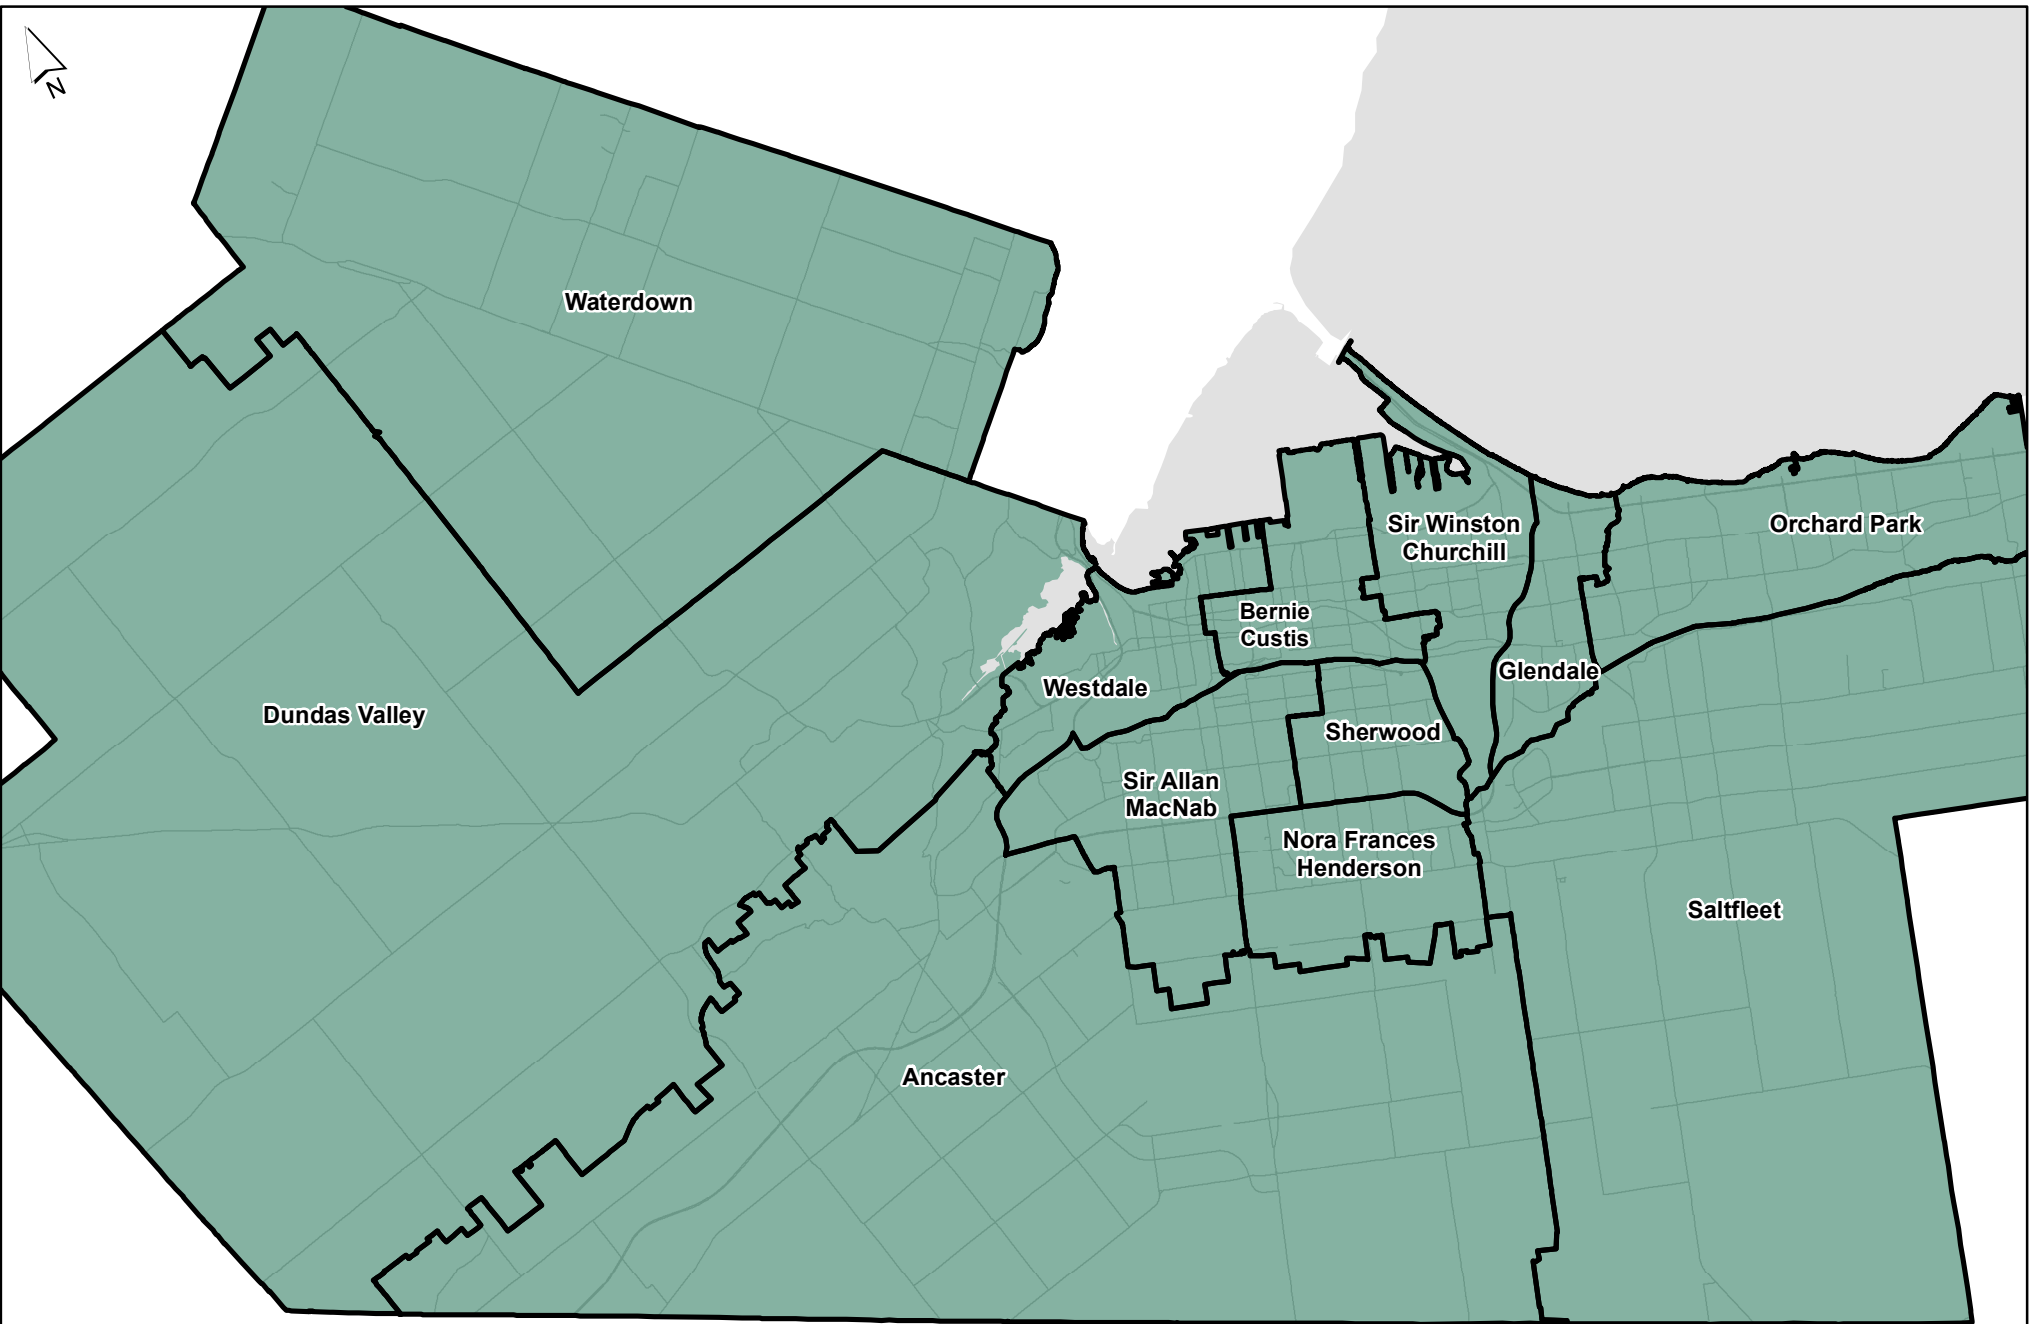 N
Waterdown
Sir Winston
Churchill
Orchard Park
Bernie
Custis
Glendale
Westdale
Dundas Valley
Sherwood
Sir Allan
MacNab
Nora Frances
Henderson
Saltfleet
Ancaster